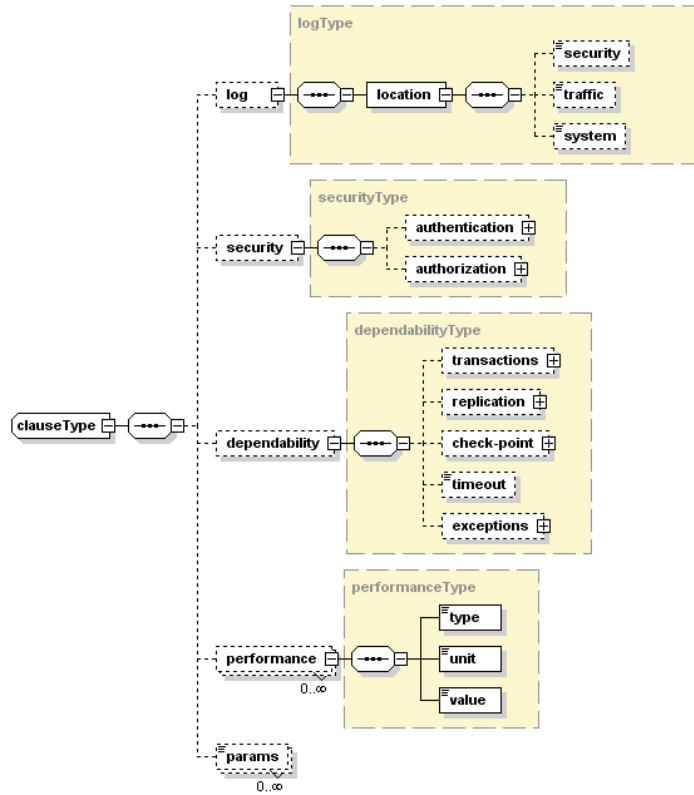 logType
log
location
security
traffic
system
securityType
security
authentication
authorization
dependabilityType
clauseType
dependability
transactions
replication
check-point
timeout
exceptions
performanceType
performance
0..∞
type
unit
value
params
0..∞